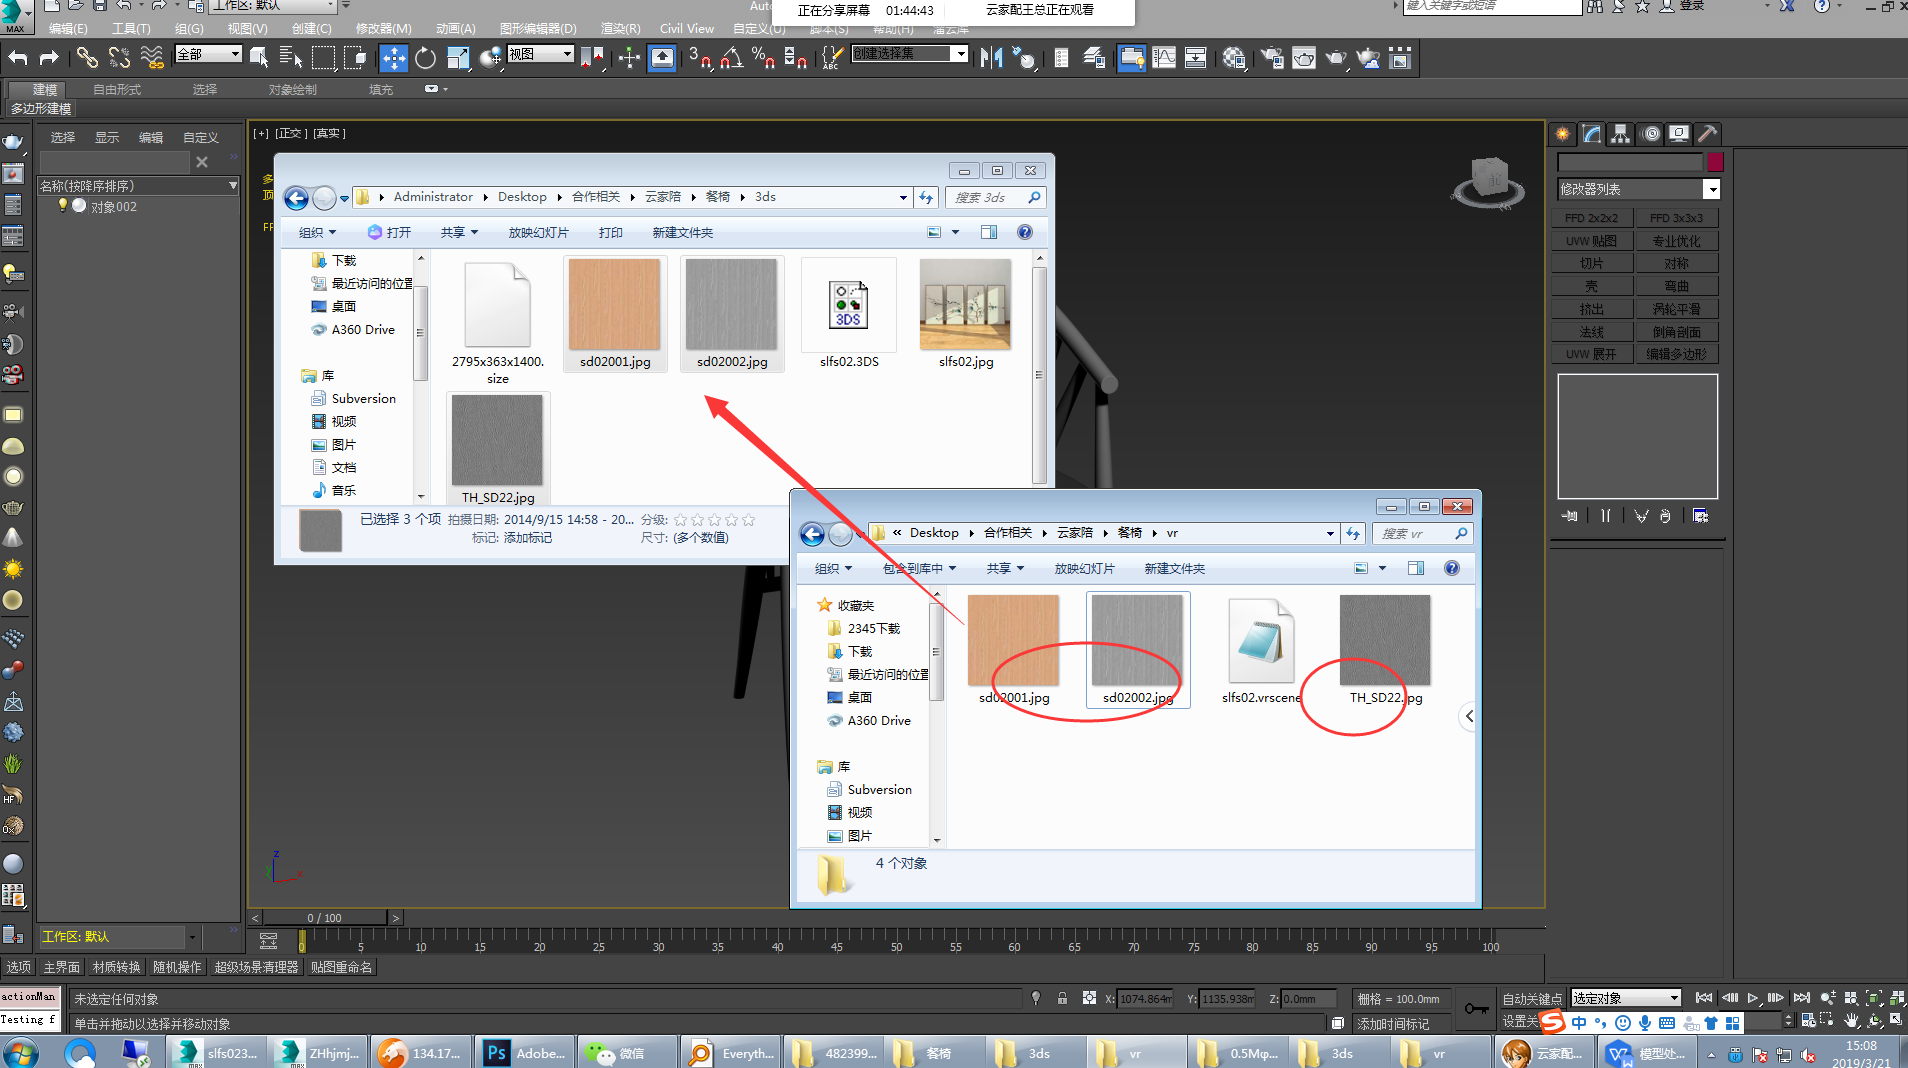 工作区: 默认
正在分享屏幕 01:44:43 云家配王总正在观看
键入关键字或短语
登录
MAX
编辑(E) 工具(T) 组(G) 视图(V) 创建(C) 修改器(M) 动画(A) 图形编辑器(D) 渲染(R) Civil View 自定义(U) 脚本(S) 帮助(H)
全部
视图
创建选择集
建模 自由形式 选择 对象绘制 填充
多边形建模
选择 显示 编辑 自定义
名称(按降序排序)
对象002
[+] [正交] [真实]
Administrator Desktop 合作相关 云家陪 餐椅 3ds
搜索 3ds
组织 打开 共享 放映幻灯片 打印 新建文件夹
下载
最近访问的位置
桌面
A360 Drive
库
Subversion
视频
图片
文档
音乐
2795x363x1400.size
sd02001.jpg
sd02002.jpg
3DS
slfs02.3DS
slfs02.jpg
TH_SD22.jpg
已选择 3 个项 拍摄日期: 2014/9/15 14:58 - 20... 分级:
标记: 添加标记 尺寸: (多个数值)
« Desktop 合作相关 云家陪 餐椅 vr
搜索 vr
组织 包含到库中 共享 放映幻灯片 新建文件夹
收藏夹
2345下载
下载
最近访问的位置
桌面
A360 Drive
库
Subversion
视频
图片
sd02001.jpg
sd02002.jpg
slfs02.vrscene
TH_SD22.jpg
4 个对象
修改器列表
FFD 2x2x2 FFD 3x3x3
UVW 贴图 专业优化
切片 对称
壳 弯曲
挤出 涡轮平滑
法线 倒角剖面
UVW 展开 编辑多边形
z
x
0 / 100
工作区: 默认
0 5 10 15 20 25 30 35 40 45 50 55 60 65 70 75 80 85 90 95 100
选项 主界面 材质转换 随机操作 超级场景清理器 贴图重命名
actionMan
Testing f
未选定任何对象
单击并拖动以选择并移动对象
X: 1074.864m Y: 1135.938m Z: 0.0mm 栅格 = 100.0mm
添加时间标记
自动关键点 选定对象
设置关
中
slfs023... ZHhjmj... 134.17... Adobe... 微信 Everyth... 482399... 餐椅 3ds vr 0.5Mφ... 3ds vr 云家配... 模型处...
15:08
2019/3/21